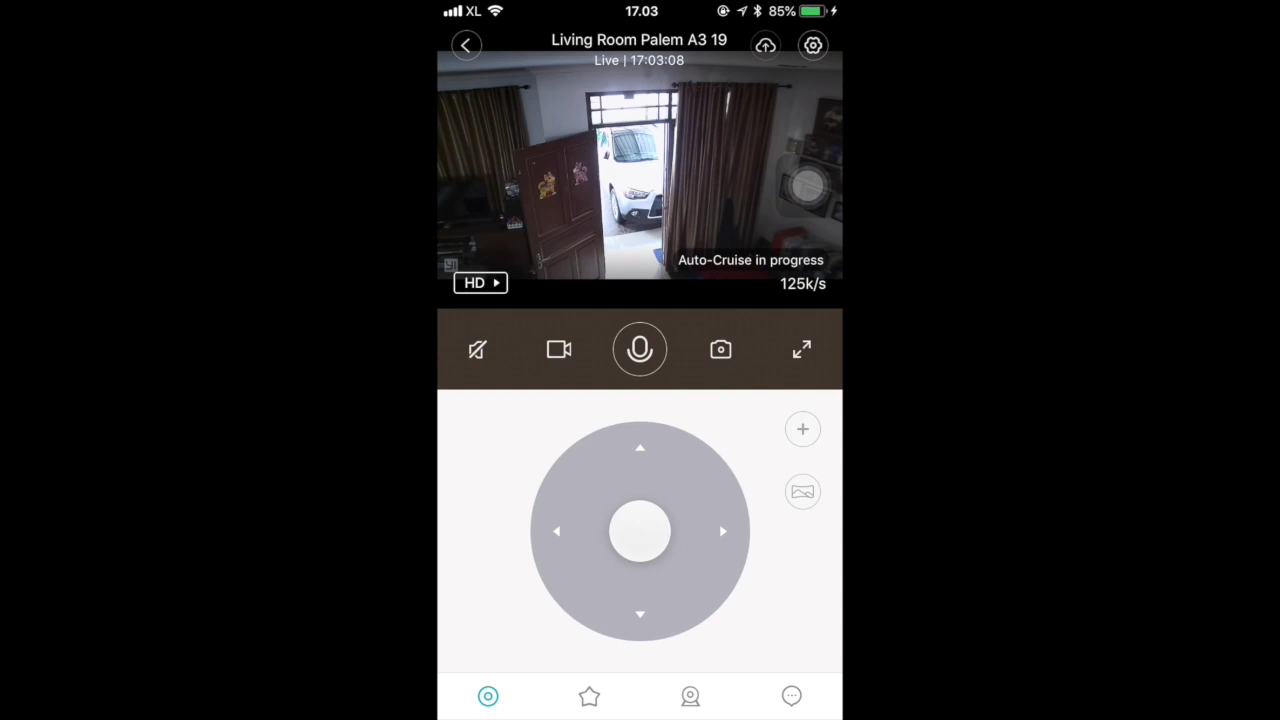 XL
17.03
85%
Living Room Palem A3 19
Live | 17:03:08
Auto-Cruise in progress
HD
125k/s